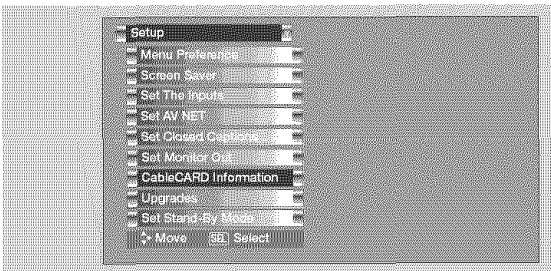 Setup
Menu Preference
Screen Saver
Set The Inputs
Set AV NET
Set Closed Captions
Set Monitor Out
CableCARD Information
Upgrades
Set Stand-By Mode
Move SEL Select